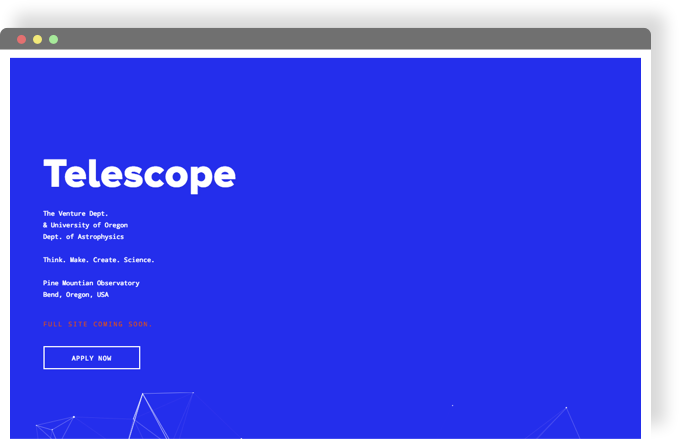 Telescope
The Venture Dept.
& University of Oregon
Dept. of Astrophysics
Think. Make. Create. Science.
Pine Mountian Observatory
Bend, Oregon, USA
FULL SITE COMING SOON.
APPLY NOW